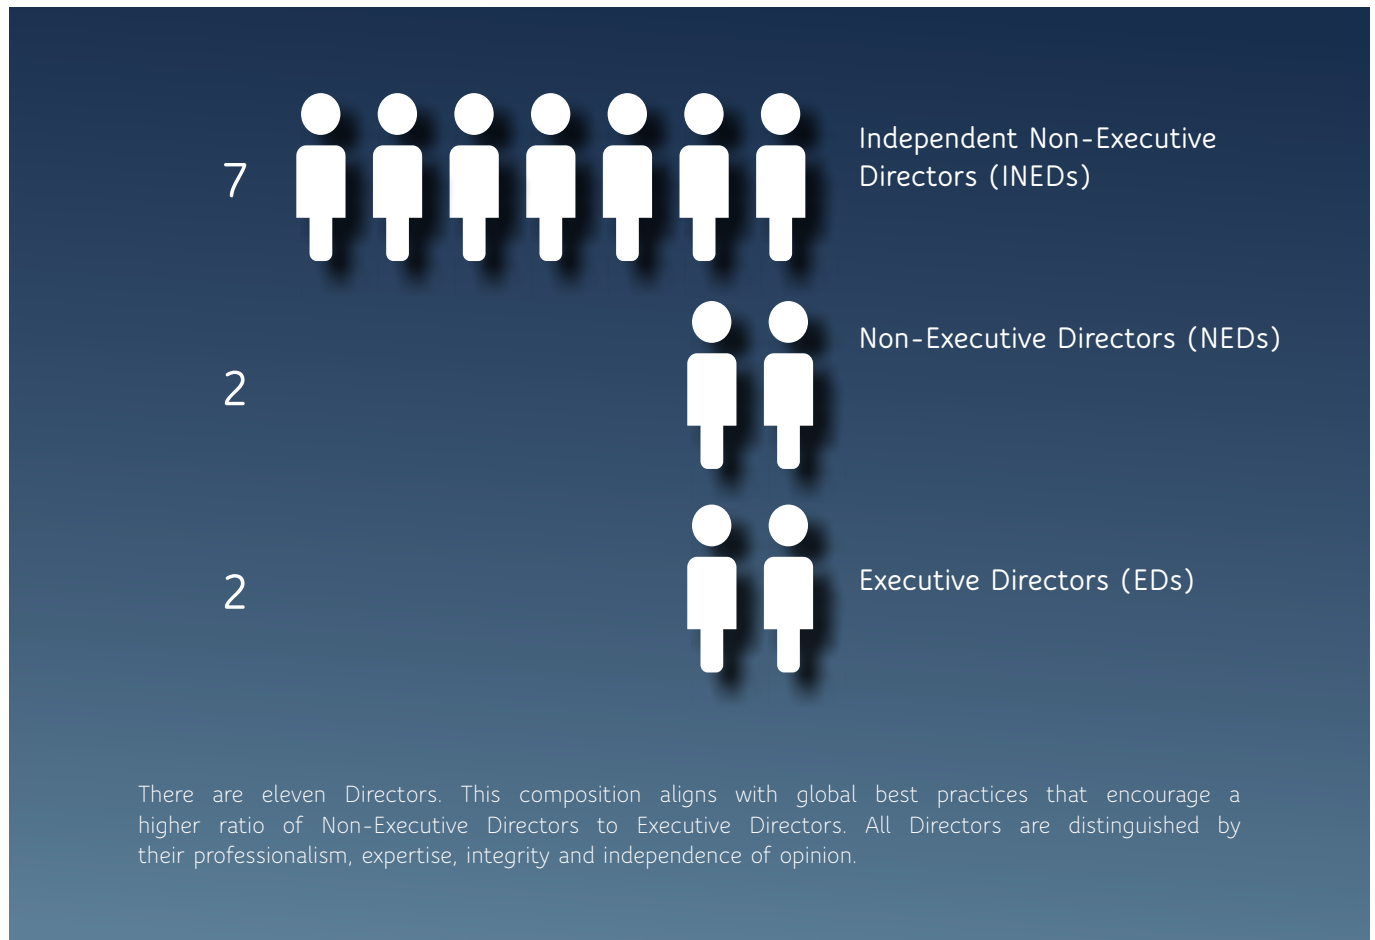 7
Independent Non-Executive
Directors (INEDs)
2
Non-Executive Directors (NEDs)
2
Executive Directors (EDs)
There are eleven Directors. This composition aligns with global best practices that encourage a
higher ratio of Non-Executive Directors to Executive Directors. All Directors are distinguished by
their professionalism, expertise, integrity and independence of opinion.